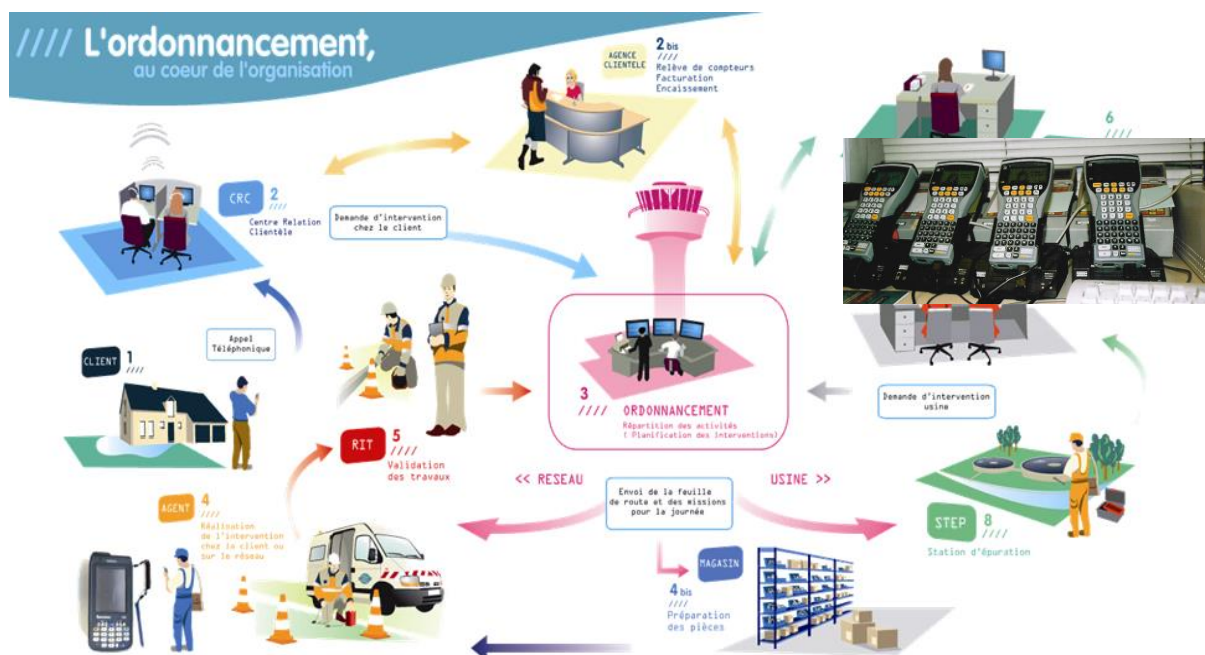 //// L'ordonnancement,
au coeur de l'organisation
AGENCE
CLIENTELE
2 bis
////
Relève de compteurs
Facturation
Encaissement
6
////
CRC
2
////
Centre Relation
Clientèle
Demande d'intervention
chez le client
Appel
Téléphonique
CLIENT
1
////
3
////
ORDONNANCEMENT
Répartition des activités
( Planification des interventions)
Demande d'intervention
usine
RIT
5
////
Validation
des travaux
<< RESEAU
USINE >>
Envoi de la feuille
de route et des missions
pour la journée
AGENT
4
////
Réalisation
de l'intervention
chez le client ou
sur le réseau
STEP
8
////
Station d'épuration
MAGASIN
4 bis
////
Préparation
des pièces